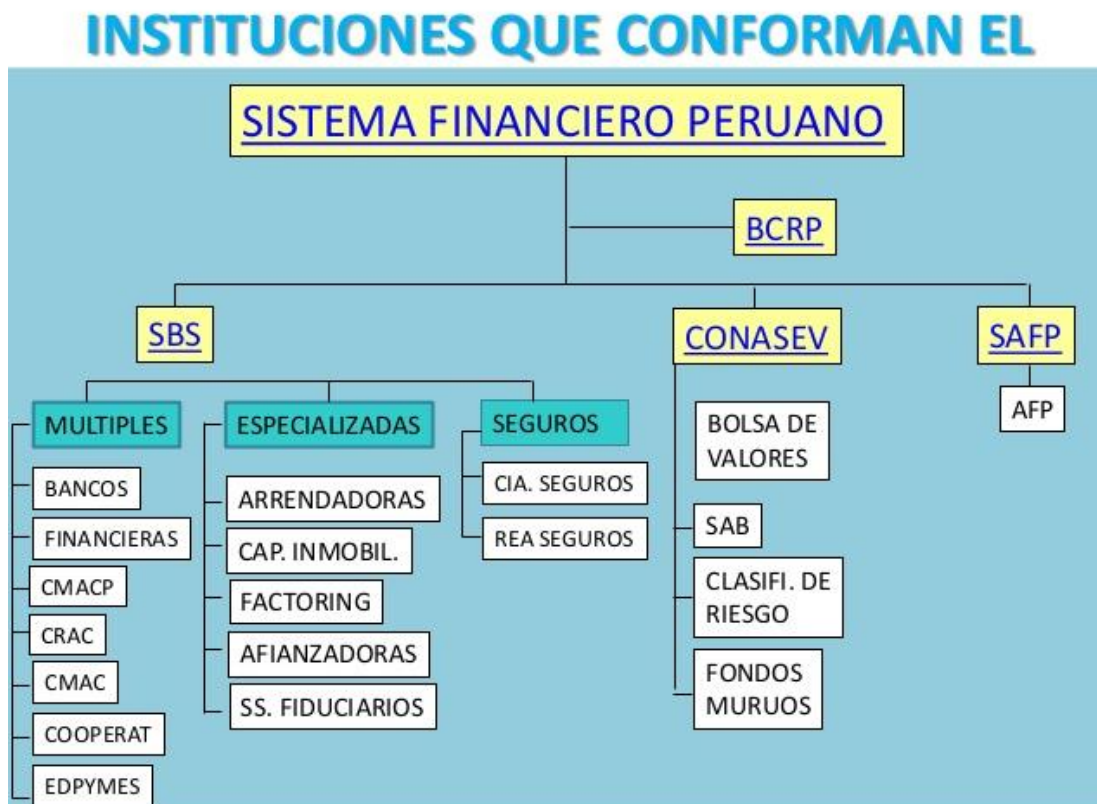 INSTITUCIONES QUE CONFORMAN EL
SISTEMA FINANCIERO PERUANO
BCRP
SBS
CONASEV
SAFP
MULTIPLES
BANCOS
FINANCIERAS
CMACP
CRAC
CMAC
COOPERAT
EDPYMES
ESPECIALIZADAS
ARRENDADORAS
CAP. INMOBIL.
FACTORING
AFIANZADORAS
SS. FIDUCIARIOS
SEGUROS
CIA. SEGUROS
REA SEGUROS
BOLSA DE
VALORES
SAB
CLASIFI. DE
RIESGO
FONDOS
MURUOS
AFP